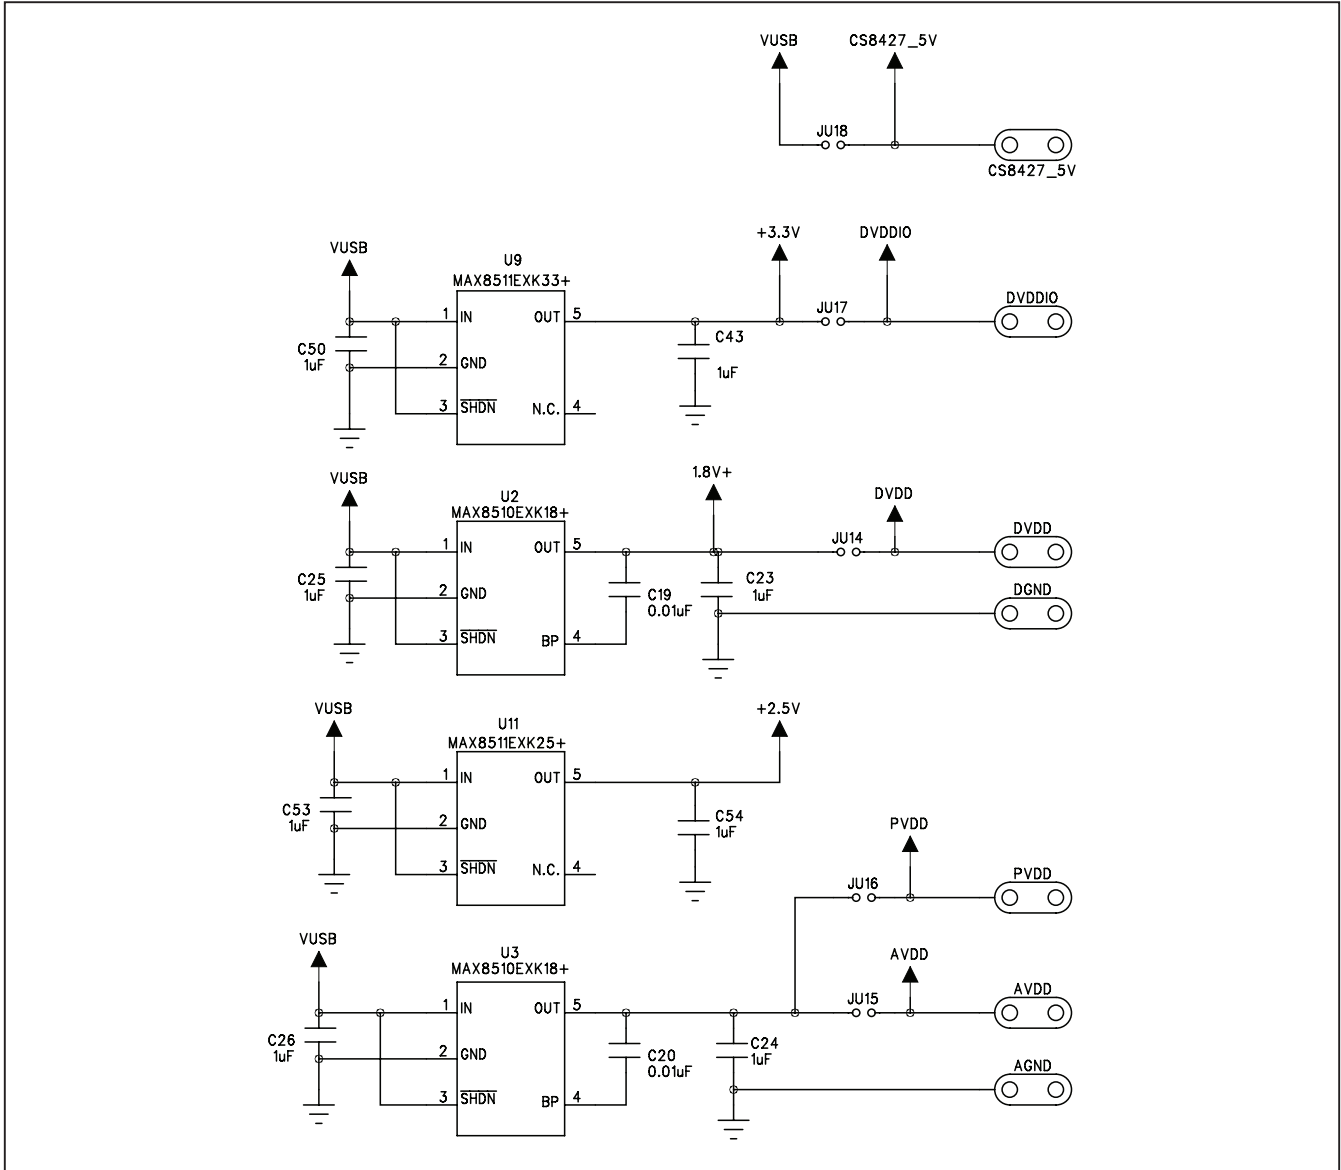 VUSB
CS8427_5V
JU18
CS8427_5V
VUSB
U9
MAX8511EXK33+
+3.3V
DVDDIO
1
IN
OUT
5
JU17
DVDDIO
C50
1uF
2
GND
C43
1uF
3
SHDN
N.C.
4
VUSB
U2
MAX8510EXK18+
1.8V+
DVDD
1
IN
OUT
5
JU14
DVDD
C25
1uF
2
GND
C19
0.01uF
C23
1uF
DGND
3
SHDN
BP
4
VUSB
U11
MAX8511EXK25+
+2.5V
1
IN
OUT
5
C53
1uF
2
GND
C54
1uF
3
SHDN
N.C.
4
PVDD
JU16
PVDD
VUSB
U3
MAX8510EXK18+
AVDD
1
IN
OUT
5
JU15
AVDD
C26
1uF
2
GND
C20
0.01uF
C24
1uF
AGND
3
SHDN
BP
4